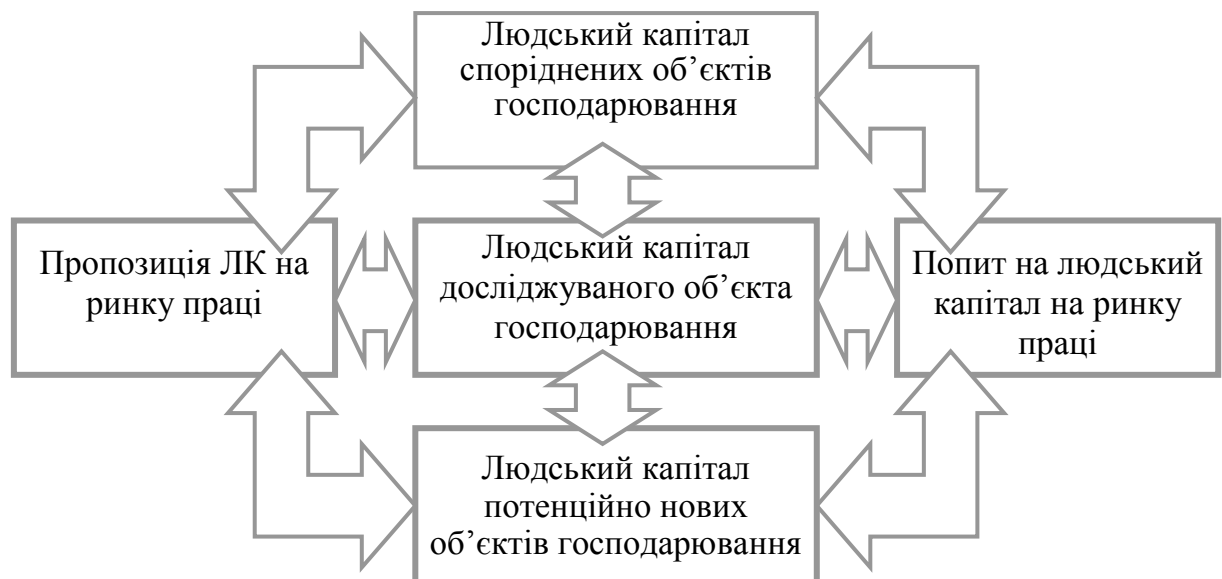 Людський капітал
споріднених об’єктів
господарювання
Пропозиція ЛК на
ринку праці
Людський капітал
досліджуваного об’єкта
господарювання
Попит на людський
капітал на ринку
праці
Людський капітал
потенційно нових
об’єктів господарювання